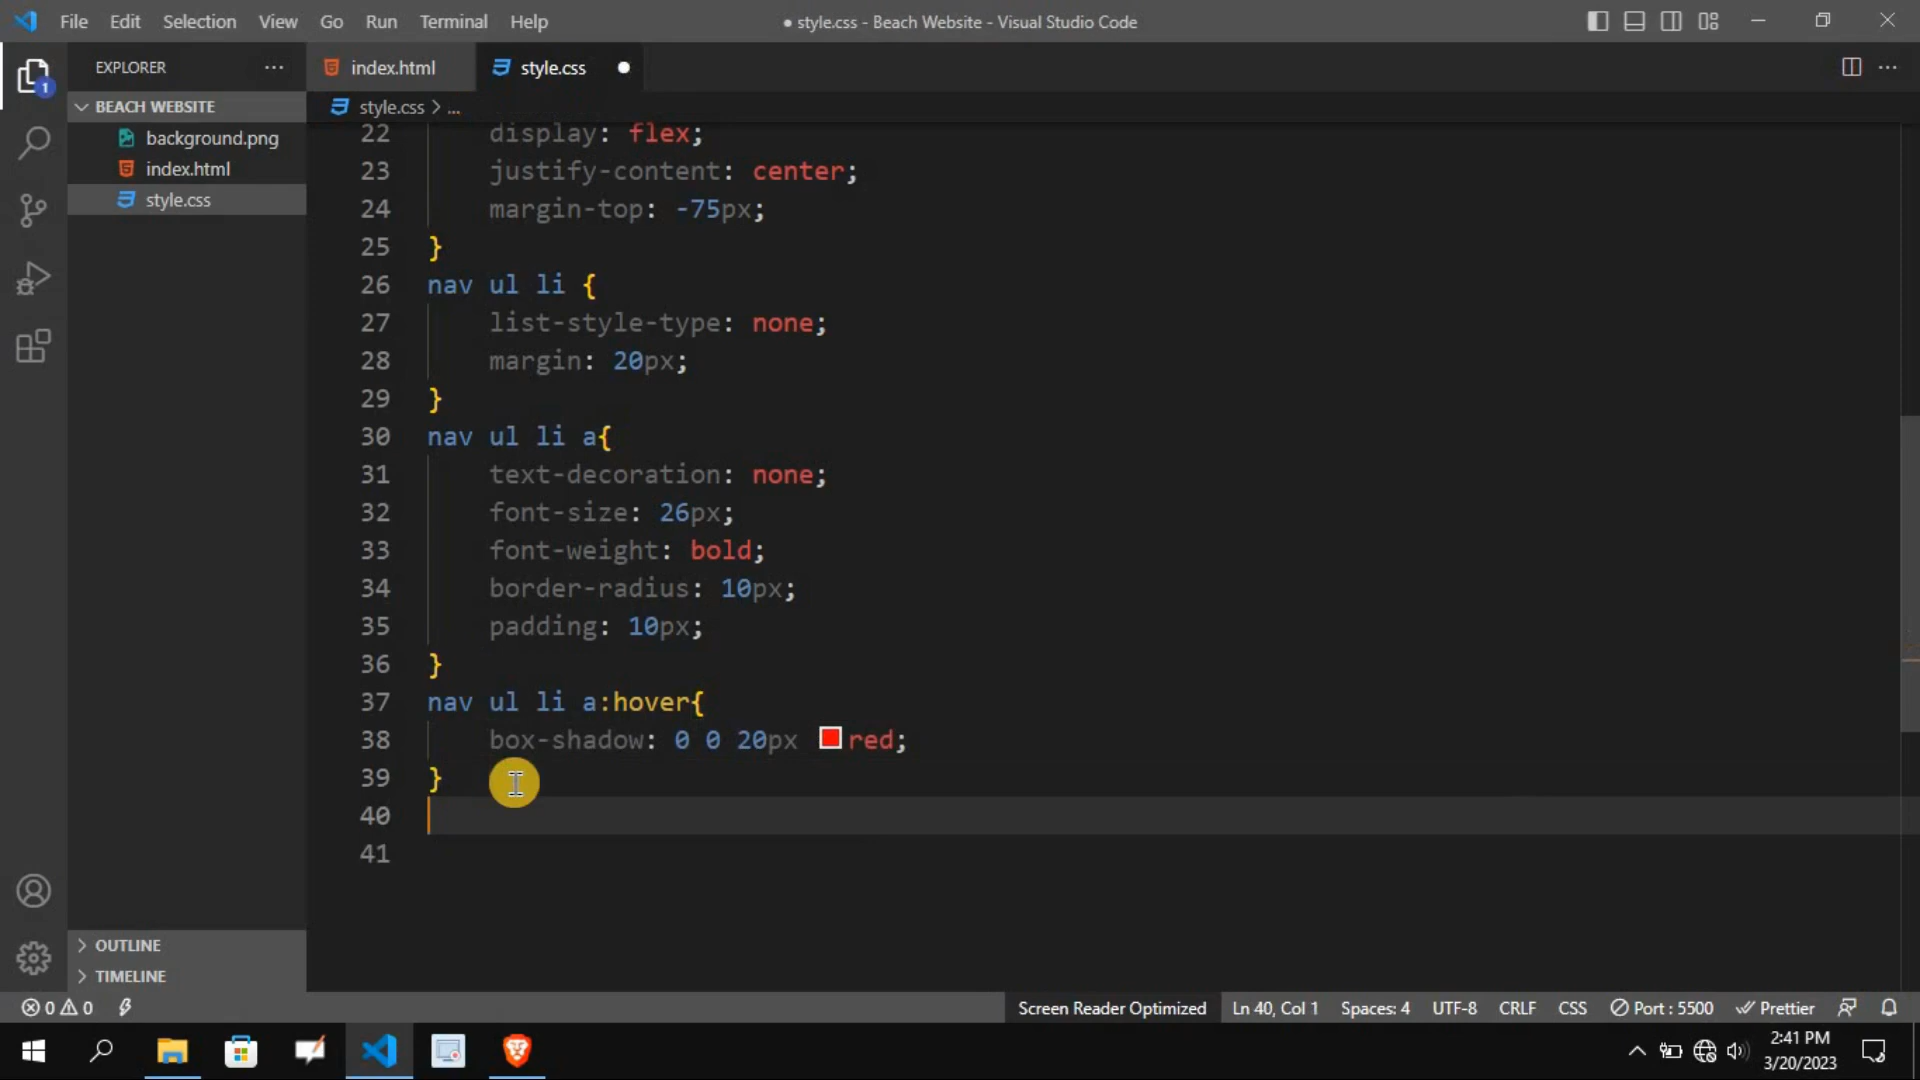 File Edit Selection View Go Run Terminal Help
● style.css - Beach Website - Visual Studio Code
EXPLORER
index.html
style.css
BEACH WEBSITE
style.css > ...
background.png
index.html
style.css
1
22 display: flex;
23 justify-content: center;
24 margin-top: -75px;
25 }
26 nav ul li {
27 list-style-type: none;
28 margin: 20px;
29 }
30 nav ul li a{
31 text-decoration: none;
32 font-size: 26px;
33 font-weight: bold;
34 border-radius: 10px;
35 padding: 10px;
36 }
37 nav ul li a:hover{
38 box-shadow: 0 0 20px red;
39 }
40
41
OUTLINE
TIMELINE
0 0 Screen Reader Optimized Ln 40, Col 1 Spaces: 4 UTF-8 CRLF CSS Port : 5500 Prettier
2:41 PM
3/20/2023